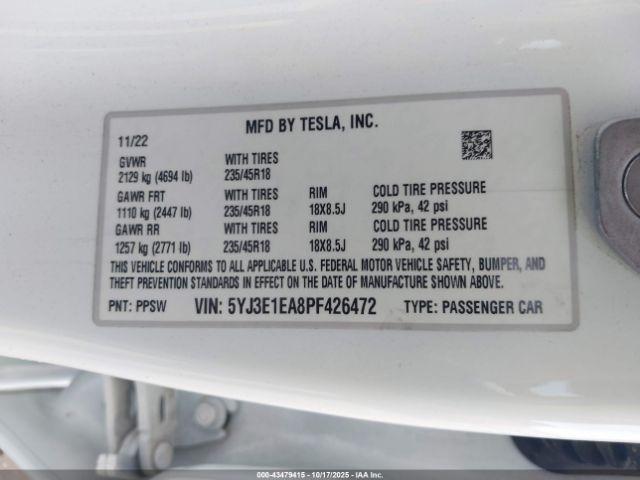 MFD BY TESLA, INC.
11/22
GVWR WITH TIRES
2129 kg (4694 lb) 235/45R18
GAWR FRT WITH TIRES RIM COLD TIRE PRESSURE
1110 kg (2447 lb) 235/45R18 18X8.5J 290 kPa, 42 psi
GAWR RR WITH TIRES RIM COLD TIRE PRESSURE
1257 kg (2771 lb) 235/45R18 18X8.5J 290 kPa, 42 psi
THIS VEHICLE CONFORMS TO ALL APPLICABLE U.S. FEDERAL MOTOR VEHICLE SAFETY, BUMPER, AND
THEFT PREVENTION STANDARDS IN EFFECT ON THE DATE OF MANUFACTURE SHOWN ABOVE.
PNT: PPSW VIN: 5YJ3E1EA8PF426472 TYPE: PASSENGER CAR
© 43479415 - 10/17/2025 - IAAI.COM